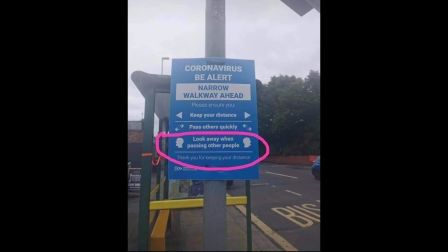 CORONAVIRUS
BE ALERT
NARROW
WALKWAY AHEAD
Please ensure you:
Keep your distance
Pass others quickly
Look away when
passing other people
Thank you for keeping your distance
BUS